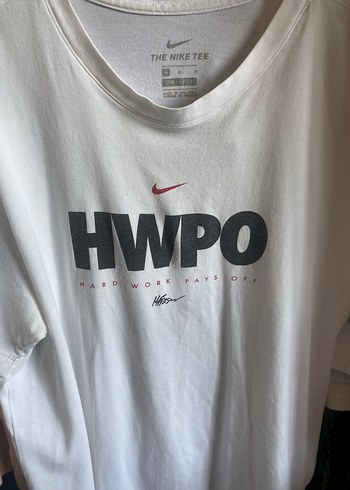 THE NIKE TEE
HWPO
HARD WORK PAYS OFF